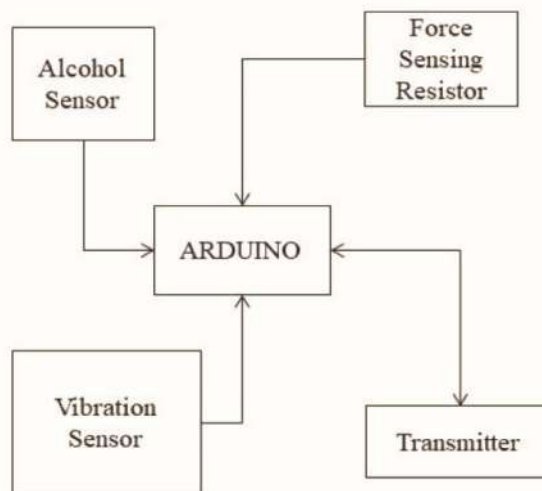 Alcohol
Sensor
Force
Sensing
Resistor
ARDUINO
Vibration
Sensor
Transmitter